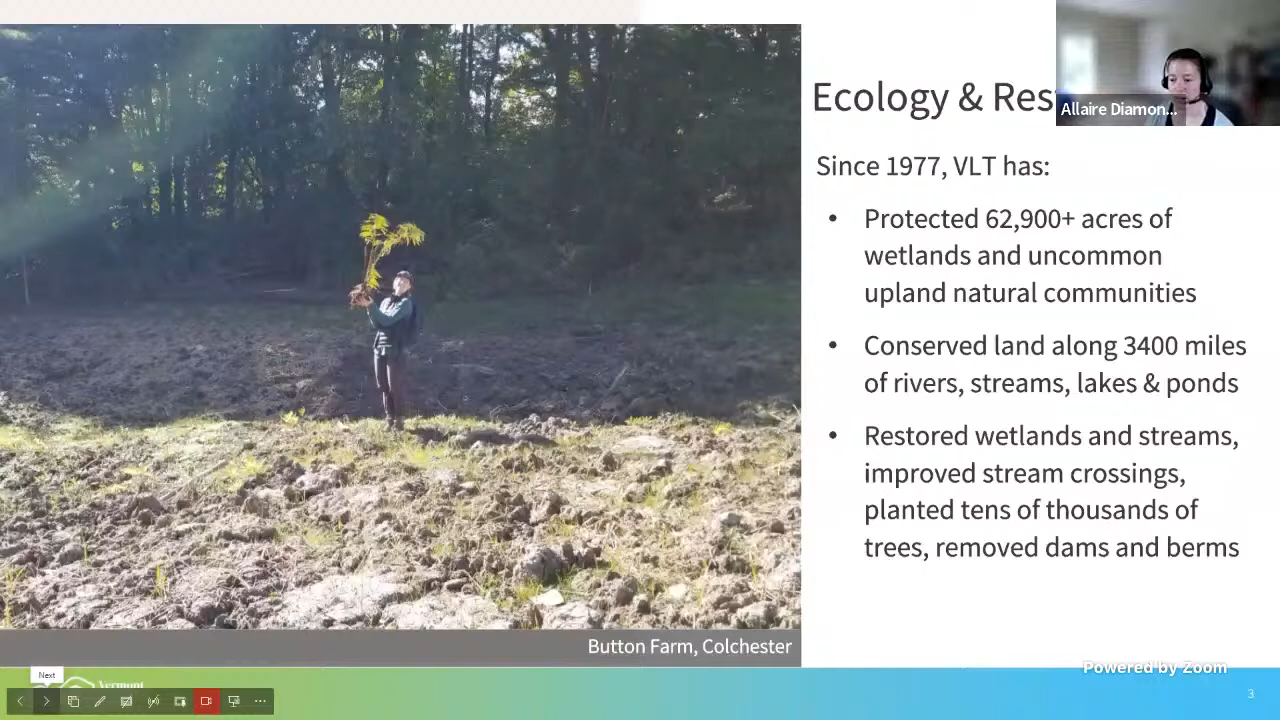 Ecology & Res
Allaire Diamon...
Since 1977, VLT has:
• Protected 62,900+ acres of
wetlands and uncommon
upland natural communities
• Conserved land along 3400 miles
of rivers, streams, lakes & ponds
• Restored wetlands and streams,
improved stream crossings,
planted tens of thousands of
trees, removed dams and berms
Button Farm, Colchester
Powered by Zoom
Next
Vermont
3